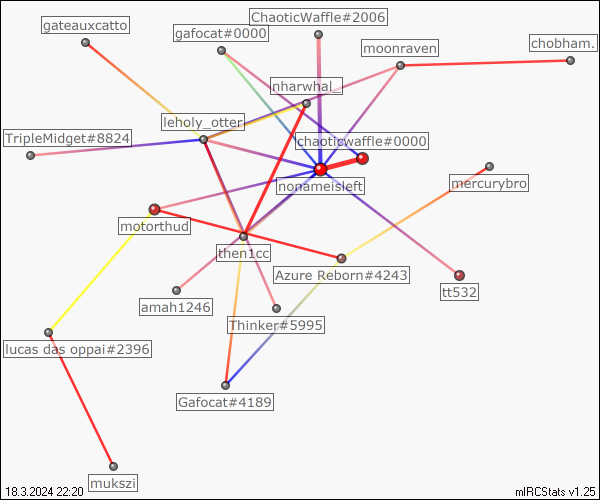 ChaoticWaffle#2006
gateauxcatto
gafocat#0000
moonraven
chobham.
nharwhal_
leholy_otter
TripleMidget#8824
chaoticwaffle#0000
nonameisleft
mercurybro
motorthud
then1cc
Azure Reborn#4243
tt532
amah1246
Thinker#5995
lucas das oppai#2396
Gafocat#4189
mukszi
18.3.2024 22:20
mIRCStats v1.25